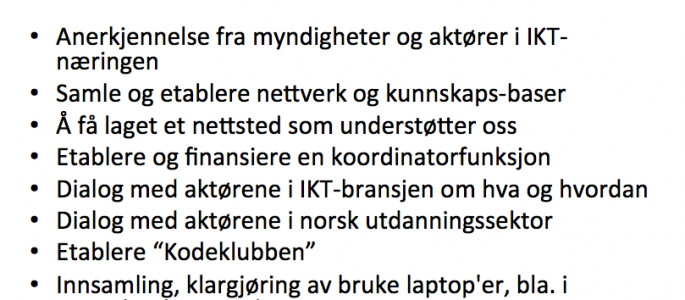 • Anerkjennelse fra myndigheter og aktører i IKT-
næringen
• Samle og etablere nettverk og kunnskaps-baser
• Å få laget et nettsted som understøtter oss
• Etablere og finansiere en koordinatorfunksjon
• Dialog med aktørene i IKT-bransjen om hva og hvordan
• Dialog med aktørene i norsk utdanningssektor
• Etablere “Kodeklubben”
• Innsamling, klargjøring av bruke laptop'er, bla. i